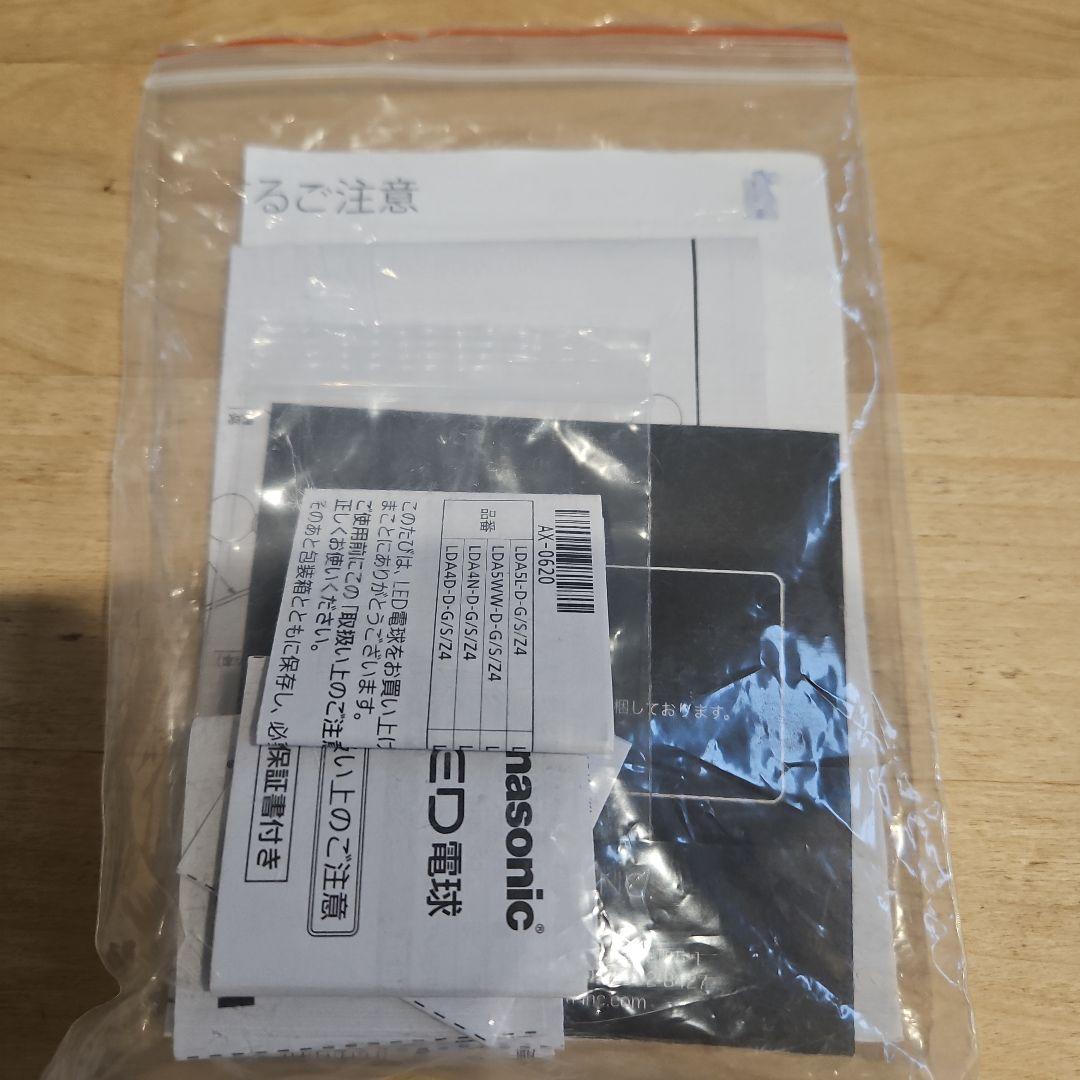 するご注意
AX-0620
品番
LDA5L-D-G/S/Z4
LDA5WW-D-G/S/Z4
LDA4N-D-G/S/Z4
LDA4D-D-G/S/Z4
このたびは、LED電球をお買い上げ
まことにありがとうございます。
ご使用前にこの「取扱い上のご注意
正しくお使いください。
そのあと包装箱とともに保存し、必
nasonic®
ED電球
い上のご注意
保証書付き
梱しております。
inc.com